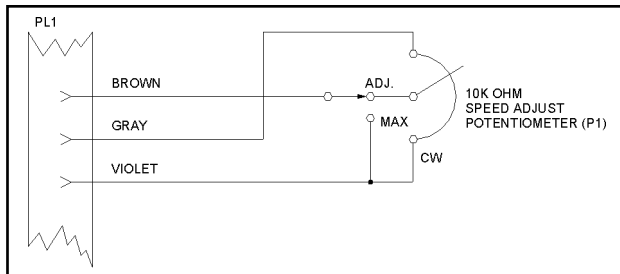 PL1
BROWN
ADJ.
GRAY
MAX
10K OHM
SPEED ADJUST
POTENTIOMETER (P1)
VIOLET
CW